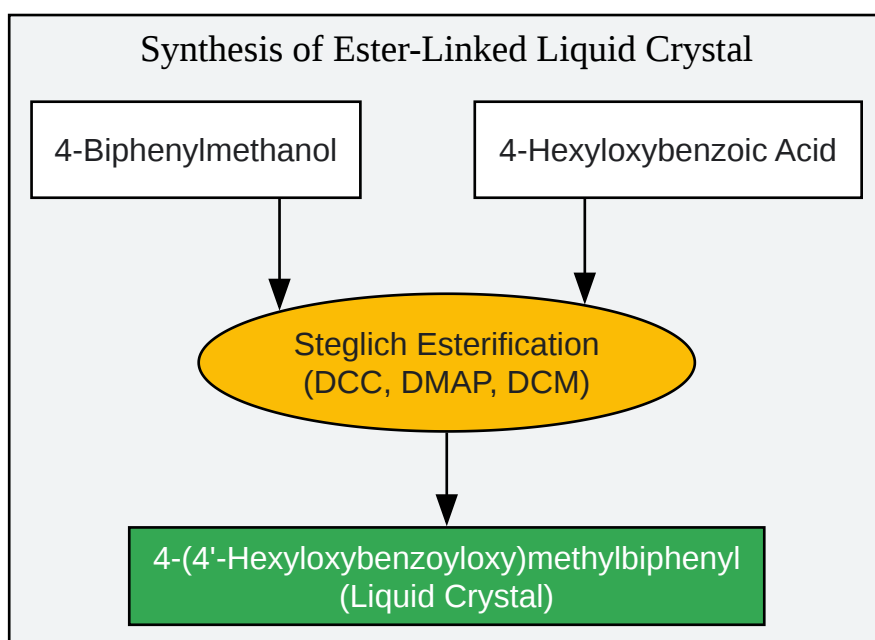 Synthesis of Ester-Linked Liquid Crystal
4-Biphenylmethanol
4-Hexyloxybenzoic Acid
Steglich Esterification
(DCC, DMAP, DCM)
4-(4'-Hexyloxybenzoyloxy)methylbiphenyl
(Liquid Crystal)